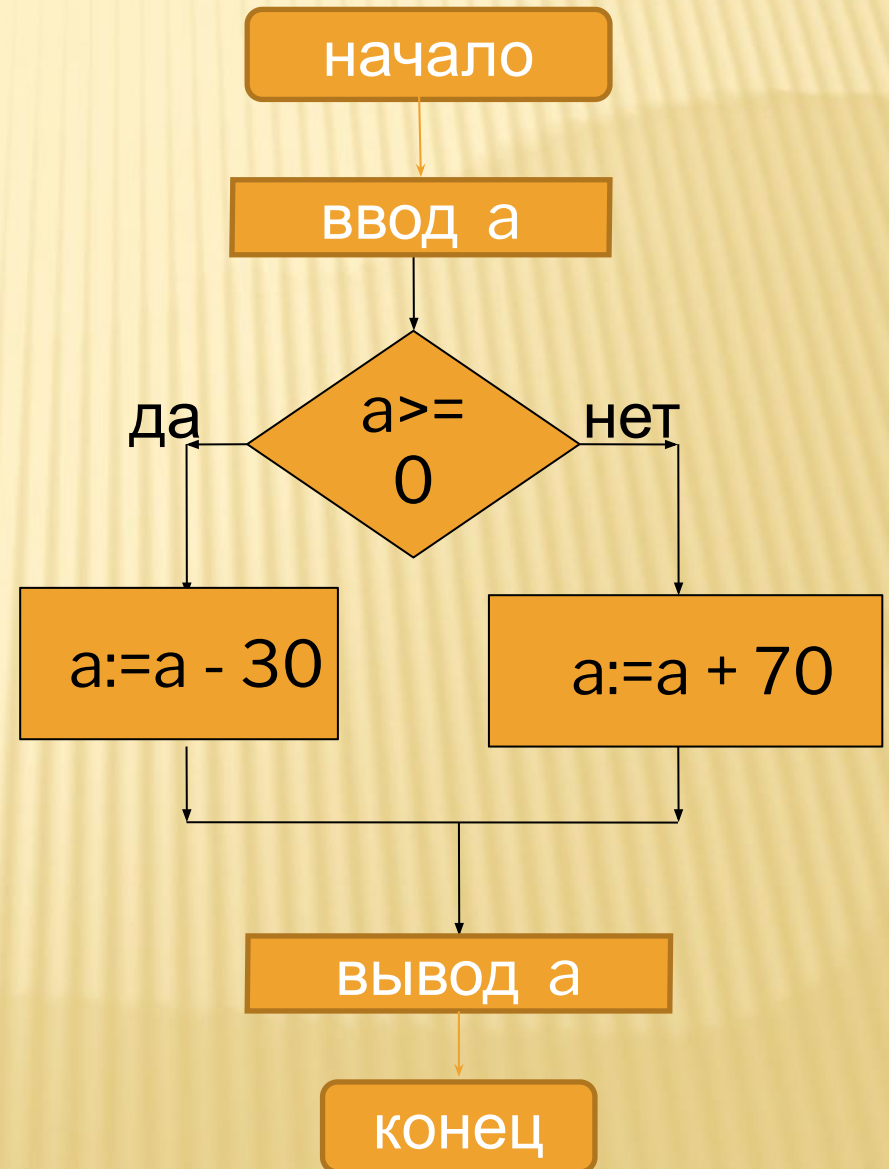 начало
ввод а
да
а>=
0
нет
а:=а - 30
а:=а + 70
вывод а
конец